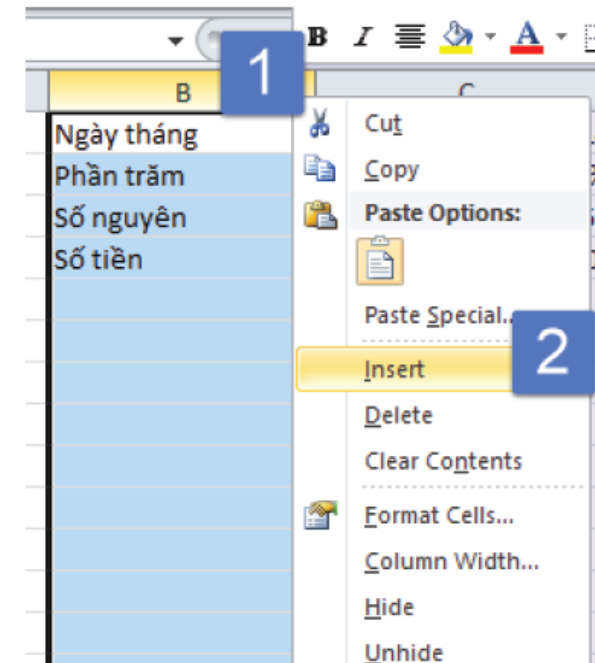 1
B I A
B C
Ngày tháng
Phần trăm
Số nguyên
Số tiền
Cut
Copy
Paste Options:
Paste Special..
2
Insert
Delete
Clear Contents
Format Cells...
Column Width...
Hide
Unhide